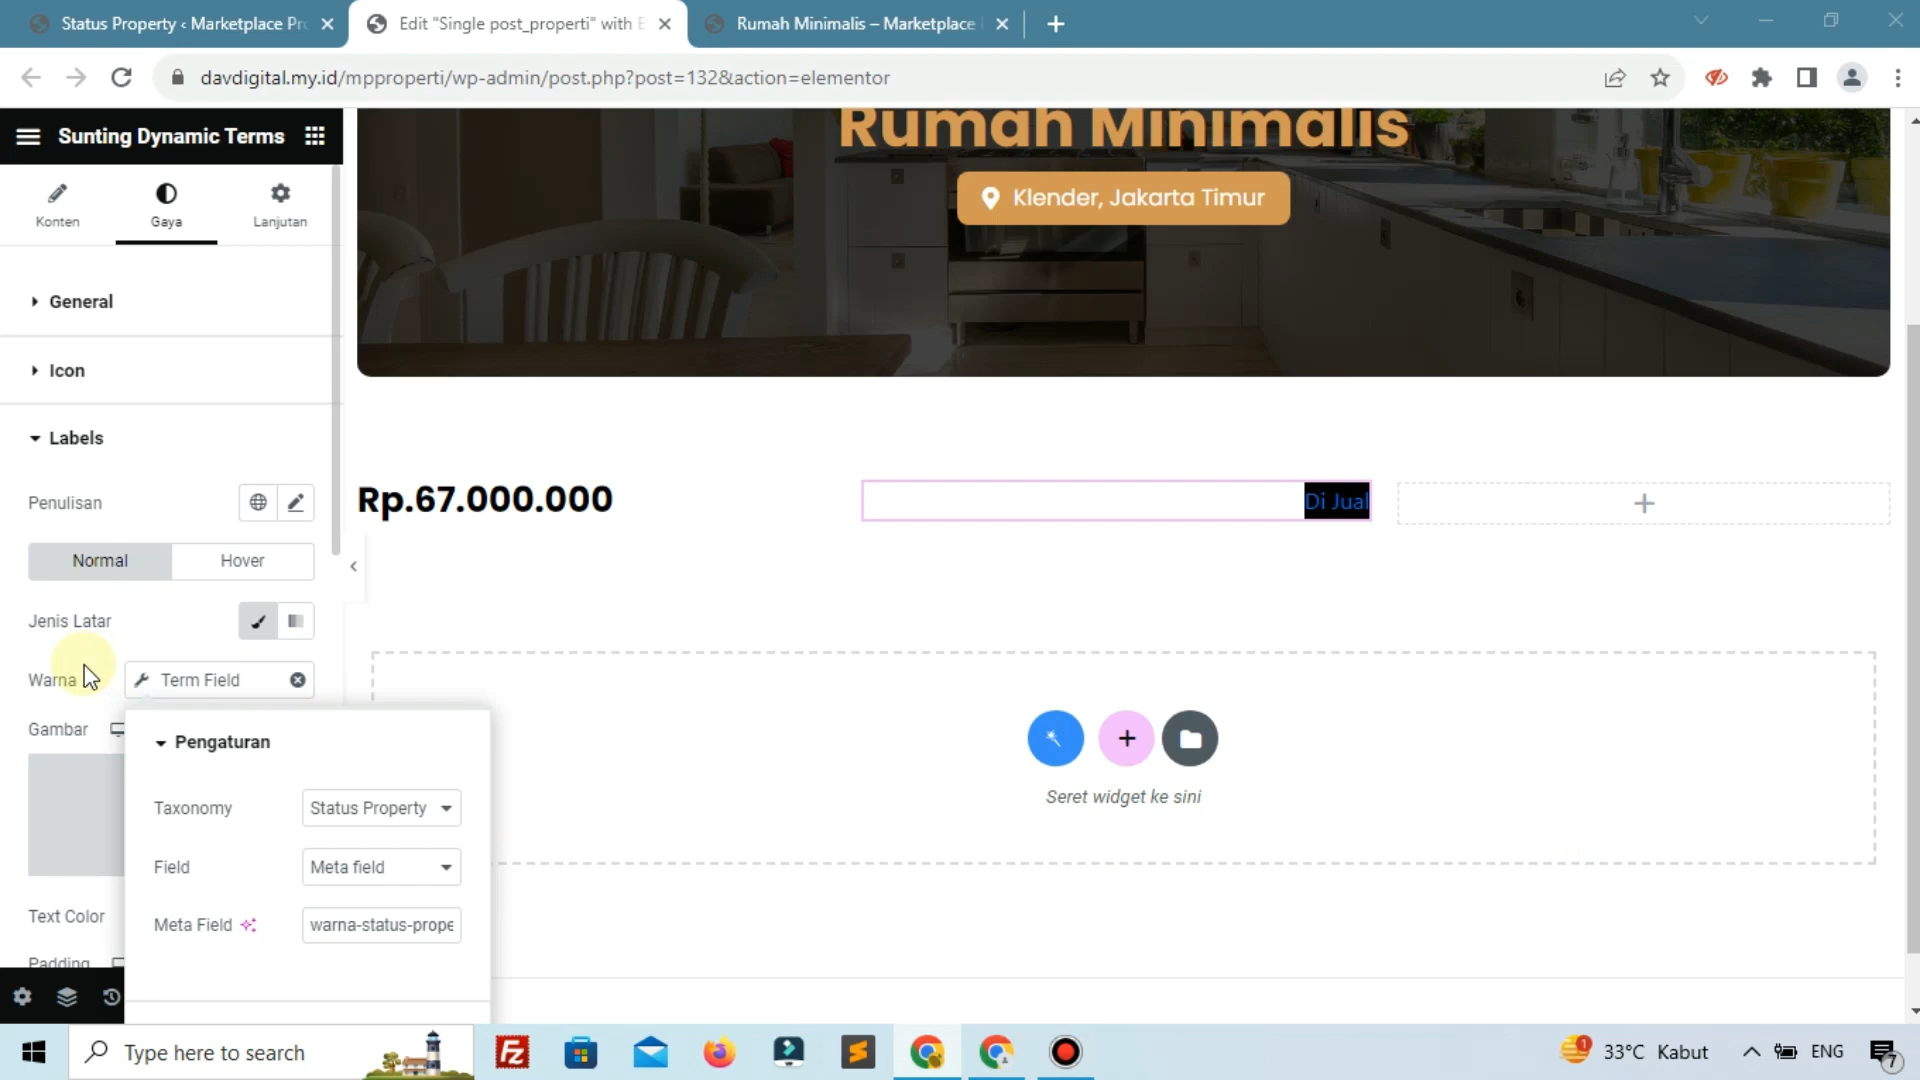 Status Property ‹ Marketplace Pr
Edit "Single post_properti" with E
Rumah Minimalis – Marketplace
davdigital.my.id/mpproperti/wp-admin/post.php?post=132&action=elementor
Sunting Dynamic Terms
Konten
Gaya
Lanjutan
General
Icon
Labels
Penulisan
Normal
Hover
Jenis Latar
Warna
Term Field
Gambar
Pengaturan
Taxonomy
Status Property
Field
Meta field
Meta Field
warna-status-prope
Text Color
Padding
Rumah Minimalis
Klender, Jakarta Timur
Rp.67.000.000
Di Jual
Seret widget ke sini
Type here to search
1
33°C Kabut
ENG
7